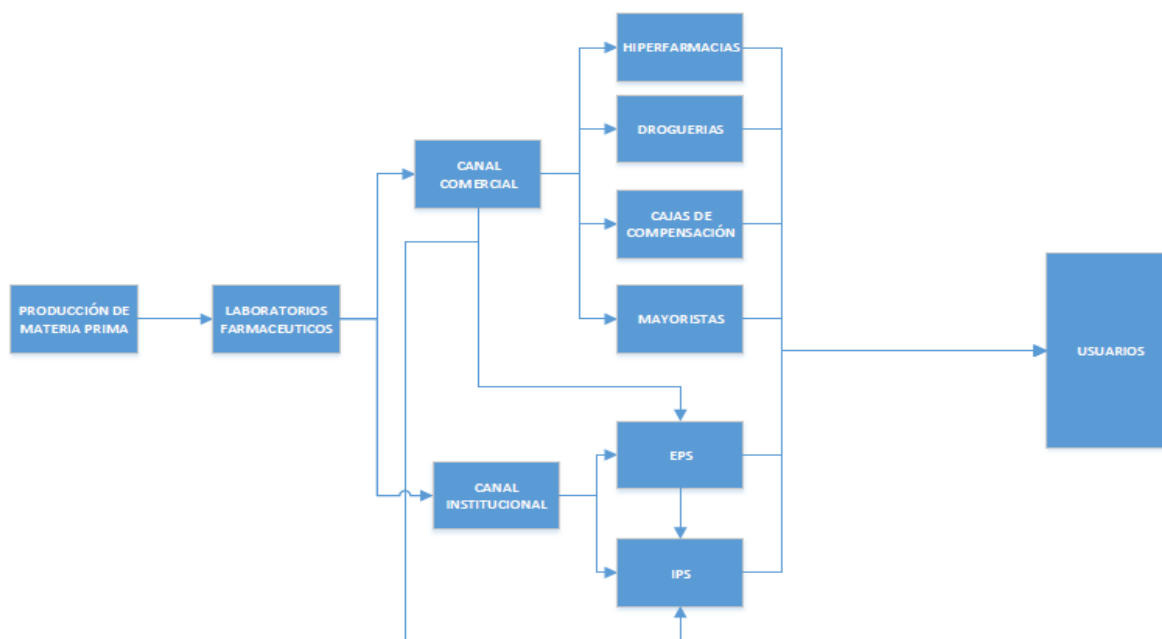 HIPERFARMACIAS
DROGUERIAS
CANAL
COMERCIAL
CAJAS DE
COMPENSACIÓN
PRODUCCIÓN DE
MATERIA PRIMA
LABORATORIOS
FARMACEUTICOS
MAYORISTAS
USUARIOS
EPS
CANAL
INSTITUCIONAL
IPS